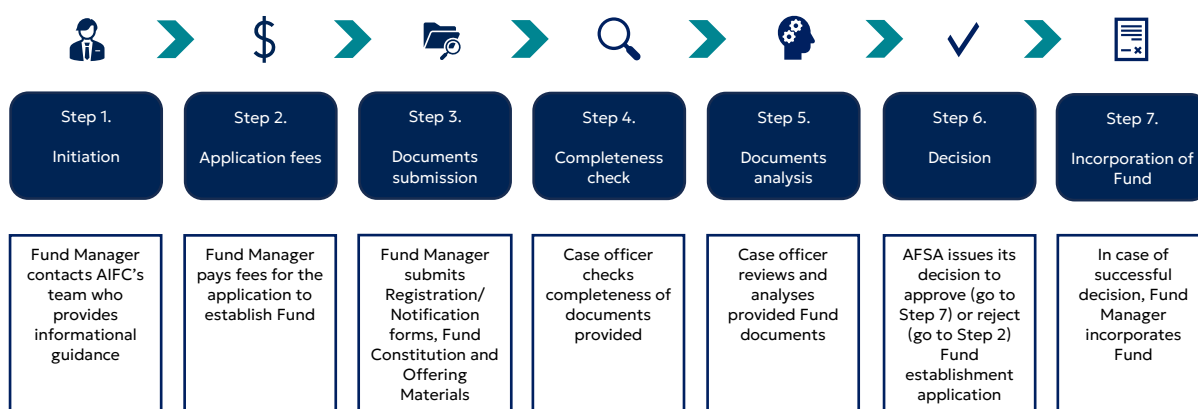 Step 1.
Initiation
Step 2.
Application fees
Step 3.
Documents
submission
Step 4.
Completeness
check
Step 5.
Documents
analysis
Step 6.
Decision
Step 7.
Incorporation of
Fund
Fund Manager
contacts AIFC's
team who
provides
informational
guidance
Fund Manager
pays fees for the
application to
establish Fund
Fund Manager
submits
Registration/
Notification
forms, Fund
Constitution and
Offering
Materials
Case officer
checks
completeness of
documents
provided
Case officer
reviews and
analyses
provided Fund
documents
AFSA issues its
decision to
approve (go to
Step 7) or reject
(go to Step 2)
Fund
establishment
application
In case of
successful
decision, Fund
Manager
incorporates
Fund